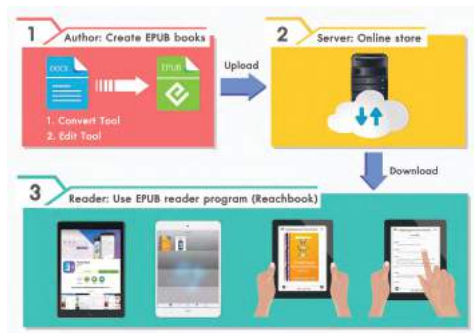 1
Author: Create EPUB books
DOCX
EPUB
1. Convert Tool
2. Edit Tool
Upload
2
Server: Online store
Download
3
Reader: Use EPUB reader program (Reachbook)